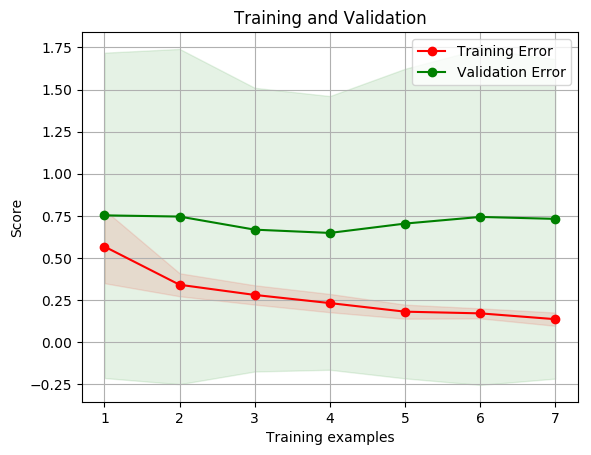 Training and Validation
Training Error
Validation Error
Score
1.75
1.50
1.25
1.00
0.75
0.50
0.25
0.00
−0.25
1 2 3 4 5 6 7
Training examples